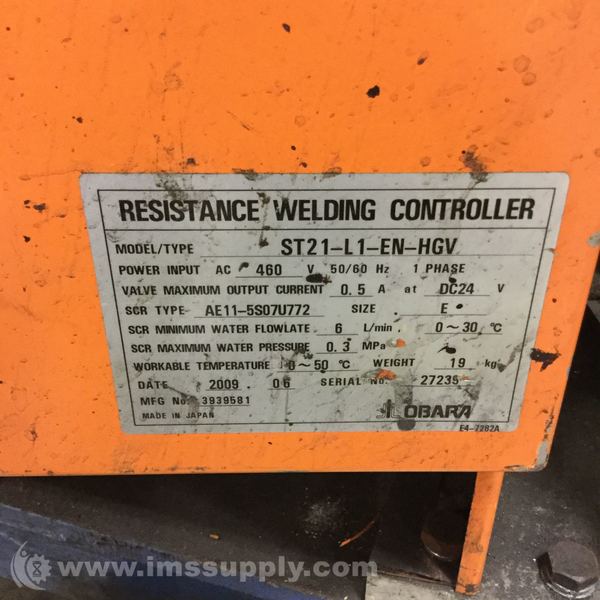 RESISTANCE WELDING CONTROLLER
MODEL/TYPE ST21-L1-EN-HGV
POWER INPUT AC 460 V 50/60 Hz 1 PHASE
VALVE MAXIMUM OUTPUT CURRENT 0.5 A at DC24 V
SCR TYPE AE11-5S07U772 SIZE E
SCR MINIMUM WATER FLOWLATE 6 L/min. 0~30 °C
SCR MAXIMUM WATER PRESSURE 0.3 MPa
WORKABLE TEMPERATURE 0~50 °C WEIGHT 19 kg
DATE 2009.06 SERIAL No. 27235
MFG No. 3939581
MADE IN JAPAN OBARA
E4-7282A
www.imssupply.com